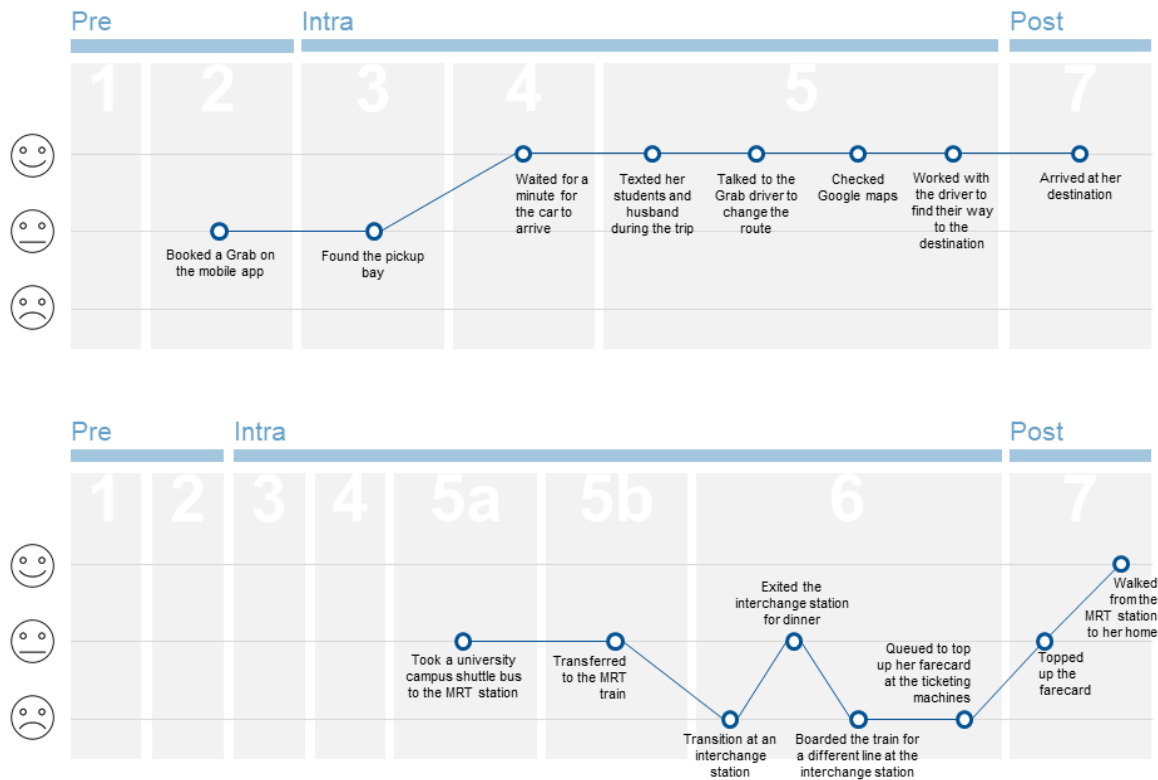 Pre
Intra
Post
1
2
3
4
5
7
Booked a Grab on
the mobile app
Found the pickup
bay
Waited for a
minute for
the car to
arrive
Texted her
students and
husband
during the trip
Talked to the
Grab driver to
change the
route
Checked
Google maps
Worked with
the driver to
find their way
to the
destination
Arrived at her
destination
Pre
Intra
Post
1
2
3
4
5a
5b
6
7
Took a university
campus shuttle bus
to the MRT station
Transferred
to the MRT
train
Transition at an
interchange
station
Exited the
interchange station
for dinner
Boarded the train for
a different line at the
interchange station
Queued to top
up her farecard
at the ticketing
machines
Topped
up the
farecard
Walked
from the
MRT station
to her home